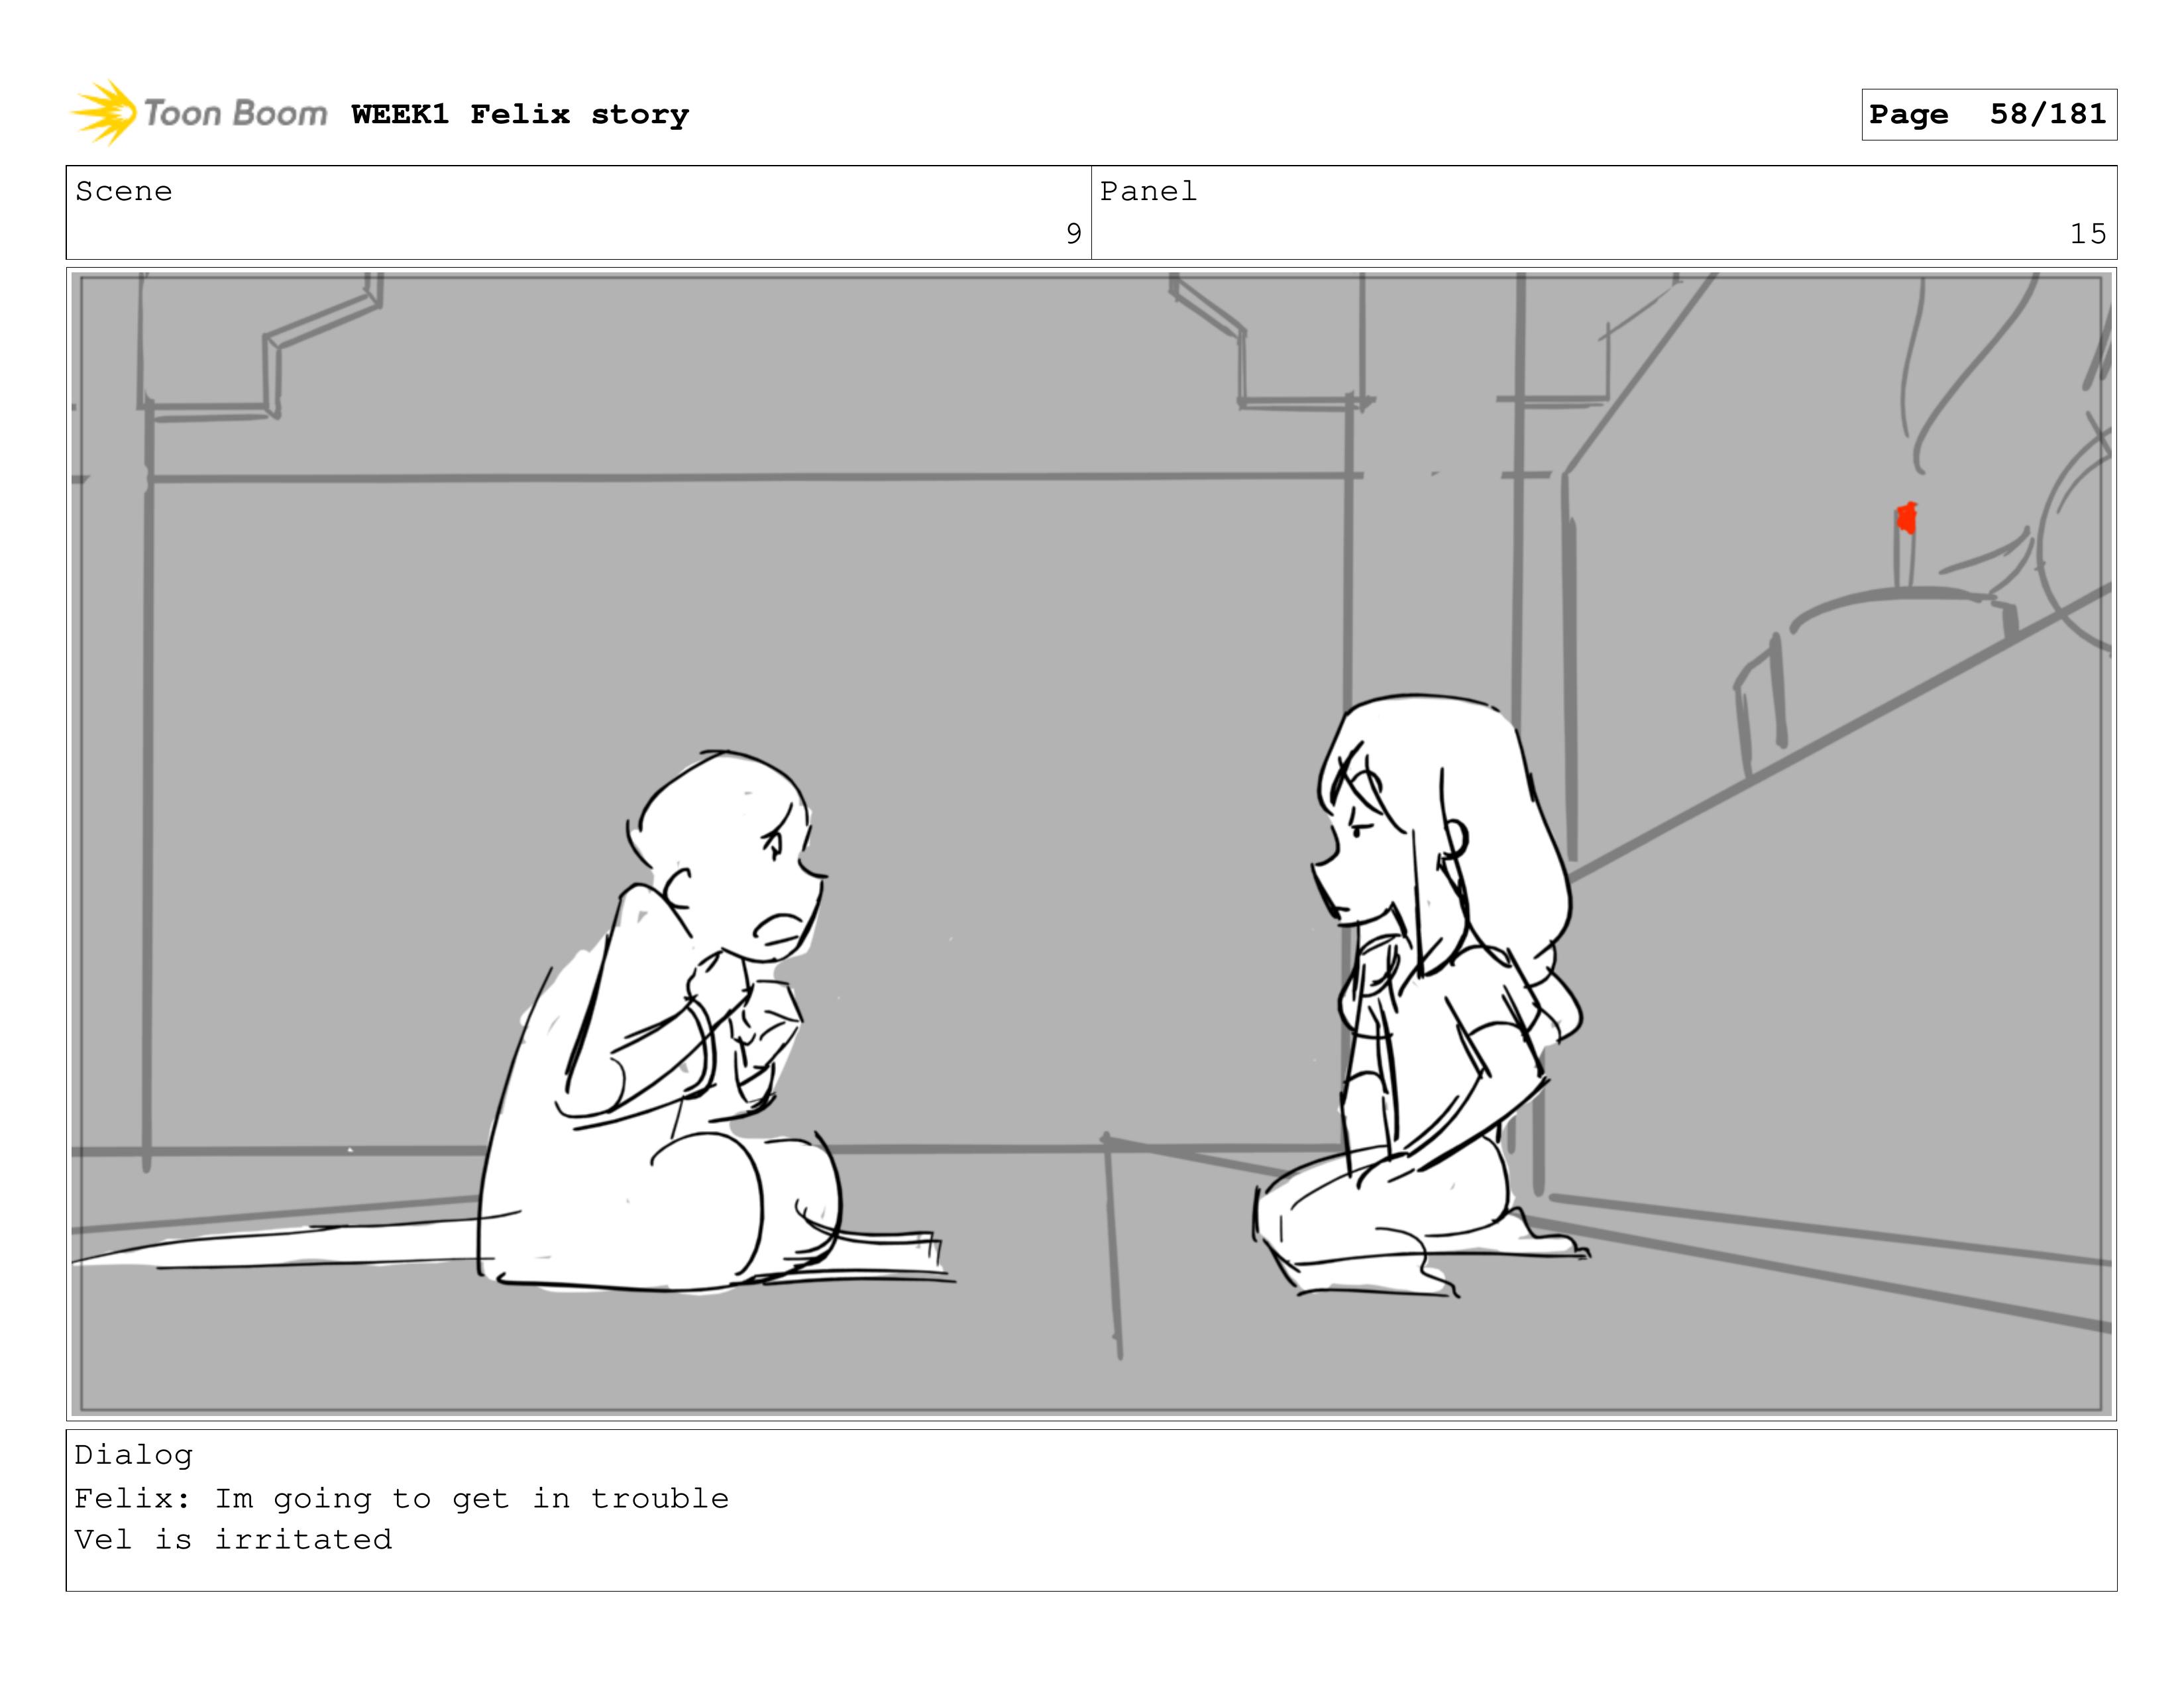 Toon Boom WEEK1 Felix story
Page 58/181
Scene
9
Panel
15
Dialog
Felix: Im going to get in trouble
Vel is irritated